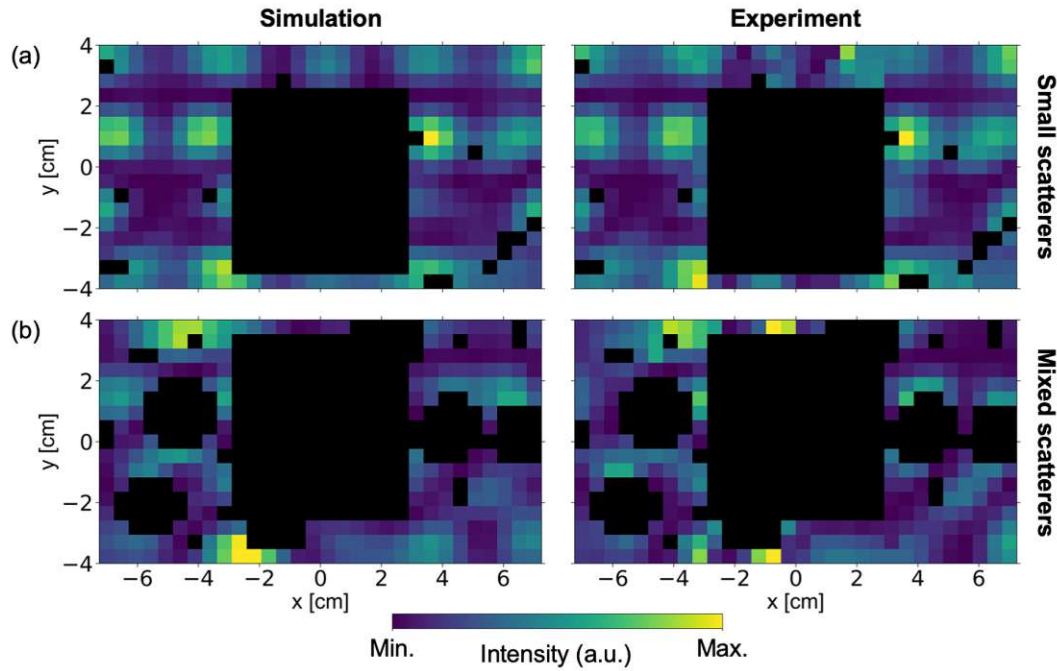 Simulation Experiment
(a)
4
2
0
−2
−4
y [cm]
Small scatterers
(b)
4
2
0
−2
−4
y [cm]
Mixed scatterers
−6 −4 −2 0 2 4 6 −6 −4 −2 0 2 4 6
x [cm] x [cm]
Min. Intensity (a.u.) Max.